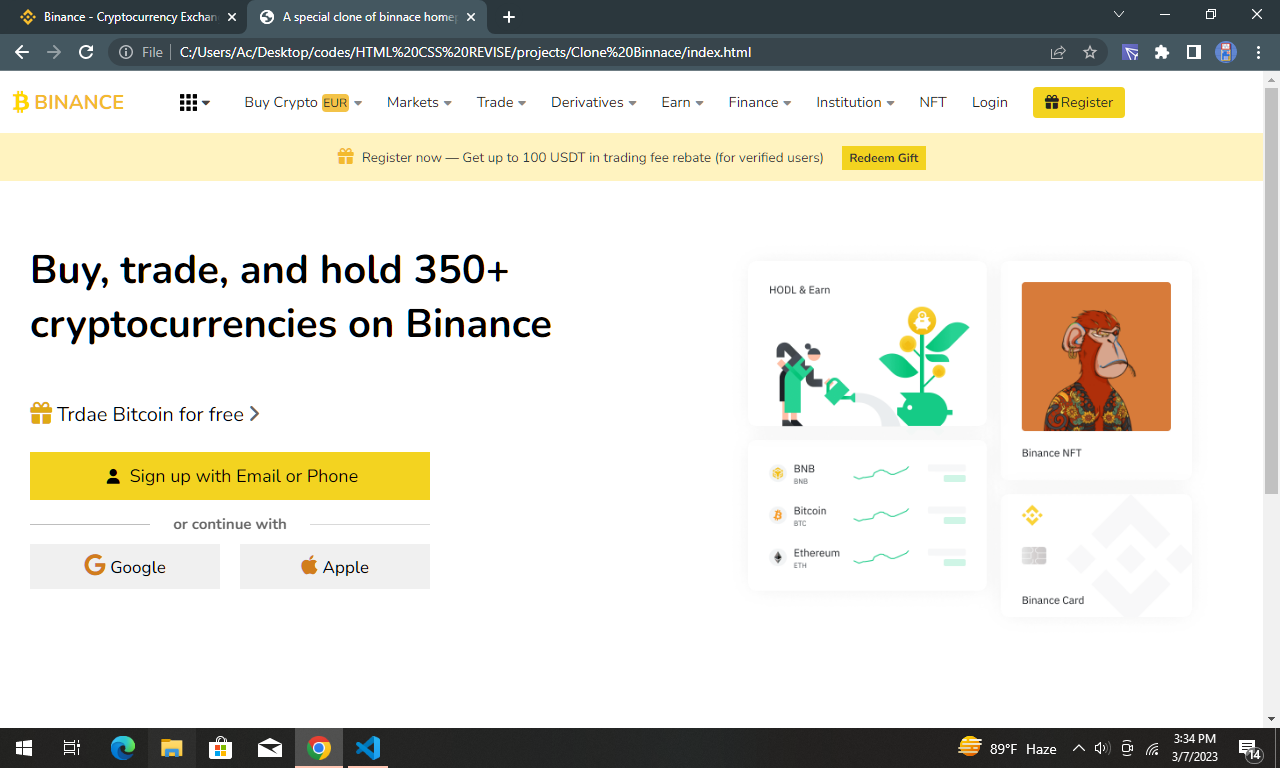 Binance - Cryptocurrency Exchan
A special clone of binnace homep
File
C:/Users/Ac/Desktop/codes/HTML%20CSS%20REVISE/projects/Clone%20Binnace/index.html
BINANCE
Buy Crypto EUR
Markets
Trade
Derivatives
Earn
Finance
Institution
NFT
Login
Register
Register now — Get up to 100 USDT in trading fee rebate (for verified users)
Redeem Gift
Buy, trade, and hold 350+
cryptocurrencies on Binance
Trdae Bitcoin for free
Sign up with Email or Phone
or continue with
Google
Apple
HODL & Earn
BNB
BNB
Bitcoin
BTC
Ethereum
ETH
Binance NFT
Binance Card
89°F Haze
3:34 PM
3/7/2023
14